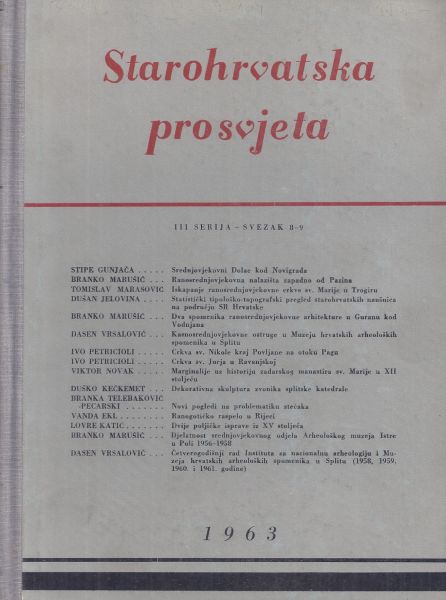 Starohrvatska
prosvjeta
III SERIJA – SVEZAK 8-9
STIPE GUNJAČA . . . . . Srednjovjekovni Dolac kod Novigrada
BRANKO MARUŠIĆ . . . Ranosrednjovjekovna nalazišta zapadno od Pazina
TOMISLAV MARASOVIĆ Iskapanje ranosrednjovjekovne crkve sv. Marije u Trogiru
DUŠAN JELOVINA . . . . Statistički tipološko-topografski pregled starohrvatskih naušnica
na području SR Hrvatske
BRANKO MARUŠIĆ . . . Dva spomenika ranosrednjovjekovne arhitekture u Guranu kod
Vodnjana
DASEN VRSALOVIĆ . . . Kasnosrednjovjekovne ostruge u Muzeju hrvatskih arheoloških
spomenika u Splitu
IVO PETRICIOLI . . . . . Crkva sv. Nikole kraj Povljane na otoku Pagu
IVO PETRICIOLI . . . . . Crkva sv. Jurja u Ravenjskoj
VIKTOR NOVAK . . . . . Marginalije uz historiju zadarskog manastira sv. Marije u XII
stoljeću
DUŠKO KEČKEMET . . . Dekorativna skulptura zvonika splitske katedrale
BRANKA TELEBAKOVIĆ
-PECARSKI . . . . . Novi pogledi na problematiku stećaka
VANDA EKL . . . . . . . . Ranogotičko raspelo u Rijeci
LOVRE KATIĆ . . . . . . . Dvije poljičke isprave iz XV stoljeća
BRANKO MARUŠIĆ . . . Djelatnost srednjovjekovnog odjela Arheološkog muzeja Istre
u Puli 1956-1958
DASEN VRSALOVIĆ . . . Četverogodišnji rad Instituta za nacionalnu arheologiju i Mu-
zeja hrvatskih arheoloških spomenika u Splitu (1958, 1959,
1960. i 1961. godine)
1963